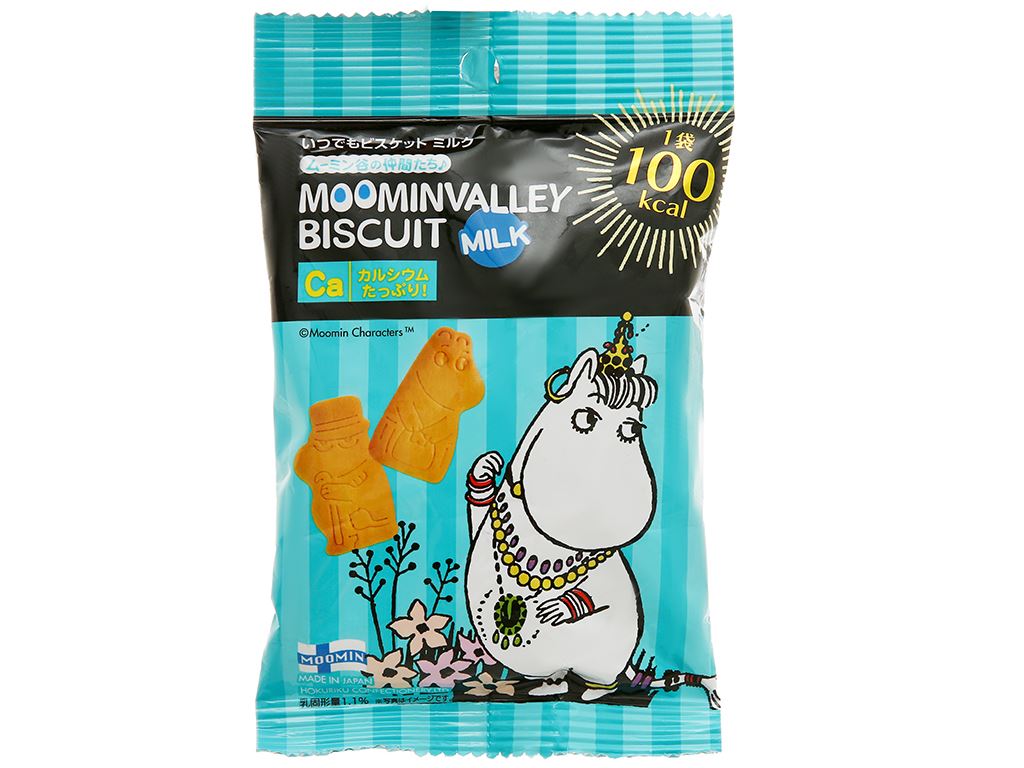 いつでもビスケット ミルク
ムーミン谷の仲間たち♪
MOOMINVALLEY
BISCUIT MILK
Ca カルシウム
たっぷり!
1袋
100
kcal
©Moomin Characters™
MOOMIN
MADE IN JAPAN
HOKURIKU CONFECTIONERY
乳固形量1.1% ※写真はイメージです